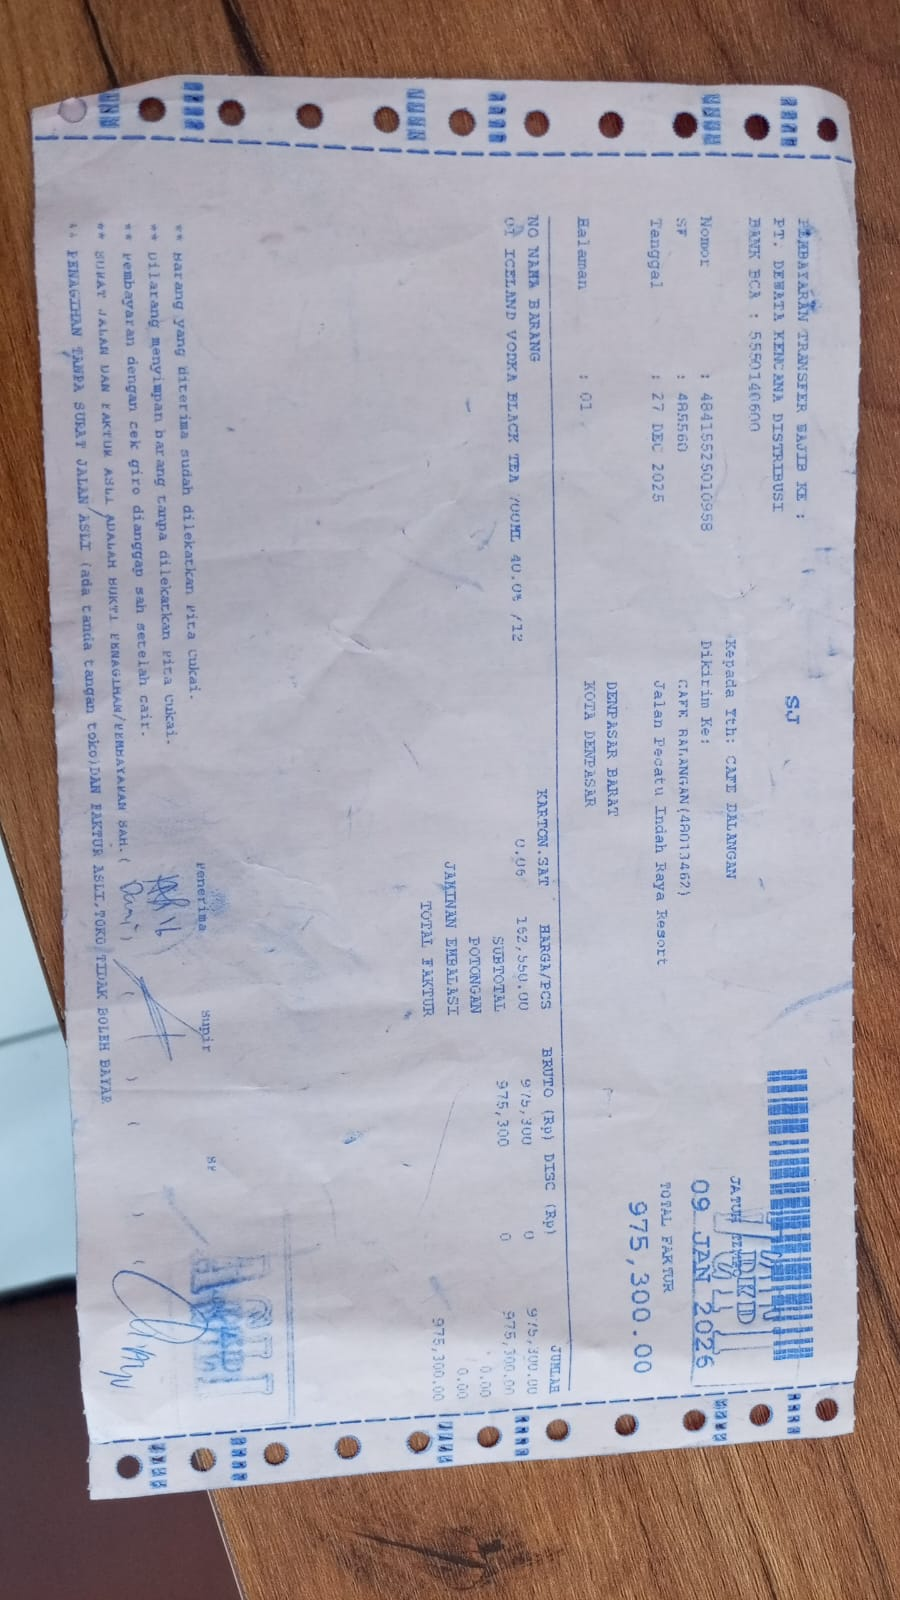 PEMBAYARAN TRANSFER WAJIB KE :
PT. DEWATA KENCANA DISTRIBUSI
BANK BCA : 5550140600
SJ
Nomor : 48415525010958
SF : 485560
Tanggal : 27 DEC 2025
Halaman : 01
Kepada Yth: CAFE DALANGAN
Dikirim Ke:
CAFE BALANGAN(48013462)
Jalan Pecatu Indah Raya Resort
DENPASAR BARAT
KOTA DENPASAR
JATUH TEMPO
09 JAN 2026
TOTAL FAKTUR
975,300.00
NO NAMA BARANG KARTON.SAT HARGA/PCS BRUTO (Rp) DISC (Rp) JUMLAH
01 ICELAND VODKA BLACK TEA 700ML 40.0% /12 0.06 162,550.00 975,300 0 975,300.00
SUBTOTAL 975,300 0 975,300.00
POTONGAN 0.00
JAMINAN EMBALASI 0.00
TOTAL FAKTUR 975,300.00
** Barang yang diterima sudah dilekatkan Pita Cukai.
** Dilarang menyimpan barang tanpa dilekatkan Pita Cukai.
** Pembayaran dengan cek giro dianggap sah setelah cair.
** SURAT JALAN DAN FAKTUR ASLI ADALAH BUKTI PENAGIHAN/PEMBAYARAN SAH.
** PENAGIHAN TANPA SURAT JALAN ASLI (ada tanda tangan toko)DAN FAKTUR ASLI,TOKO TIDAK BOLEH BAYAR
Penerima Supir SF
DKD